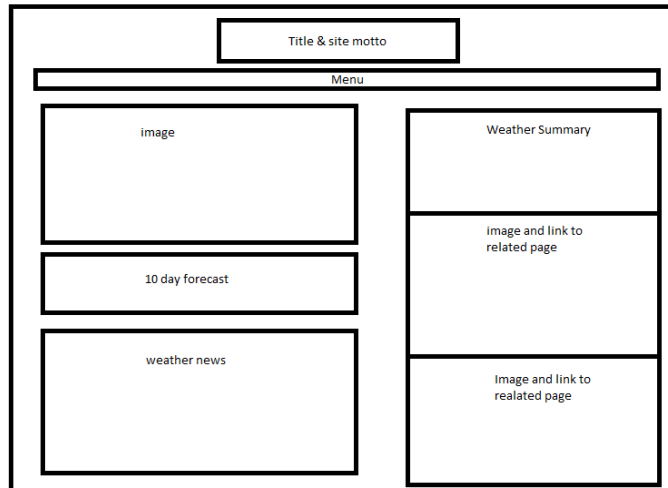 Title & site motto
Menu
image
10 day forecast
weather news
Weather Summary
image and link to
related page
Image and link to
realated page